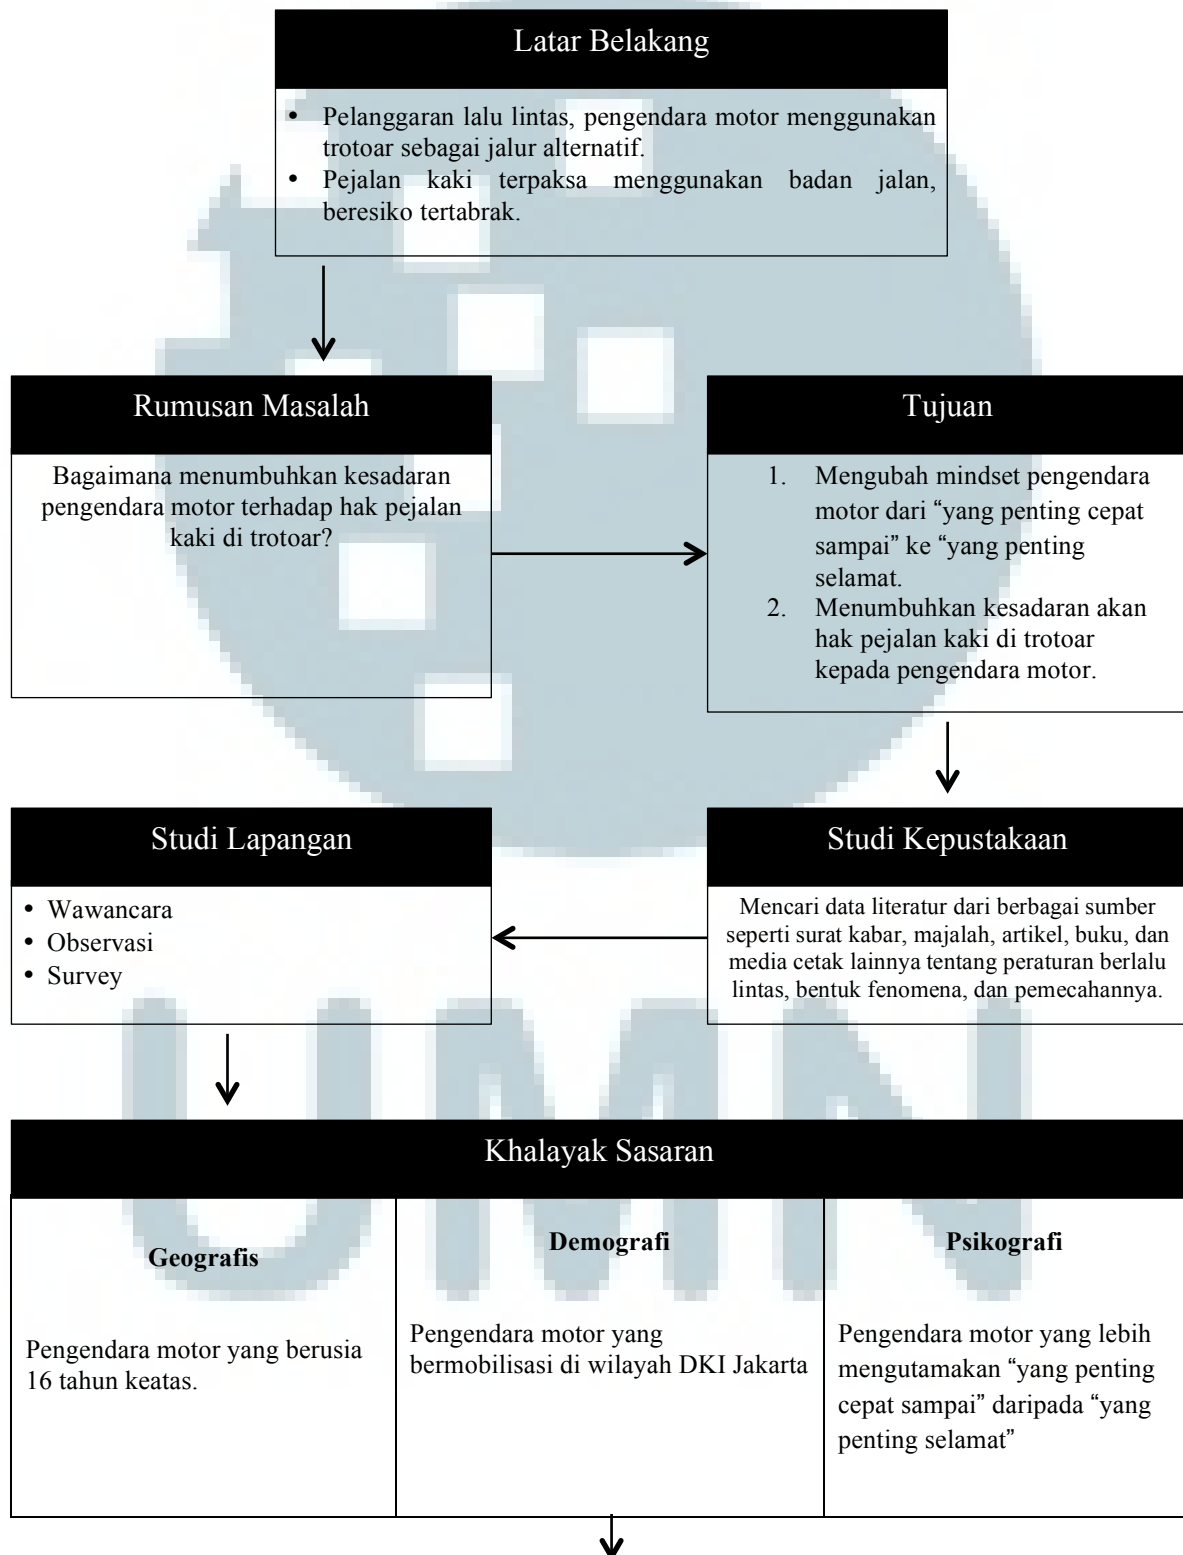 Latar Belakang
• Pelanggaran lalu lintas, pengendara motor menggunakan
trotoar sebagai jalur alternatif.
• Pejalan kaki terpaksa menggunakan badan jalan,
beresiko tertabrak.
Rumusan Masalah
Bagaimana menumbuhkan kesadaran
pengendara motor terhadap hak pejalan
kaki di trotoar?
Tujuan
1. Mengubah mindset pengendara
motor dari “yang penting cepat
sampai” ke “yang penting
selamat.
2. Menumbuhkan kesadaran akan
hak pejalan kaki di trotoar
kepada pengendara motor.
Studi Kepustakaan
Mencari data literatur dari berbagai sumber
seperti surat kabar, majalah, artikel, buku, dan
media cetak lainnya tentang peraturan berlalu
lintas, bentuk fenomena, dan pemecahannya.
Studi Lapangan
• Wawancara
• Observasi
• Survey
UMN
Khalayak Sasaran
Geografis
Pengendara motor yang berusia
16 tahun keatas.
Demografi
Pengendara motor yang
bermobilisasi di wilayah DKI Jakarta
Psikografi
Pengendara motor yang lebih
mengutamakan “yang penting
cepat sampai” daripada “yang
penting selamat”